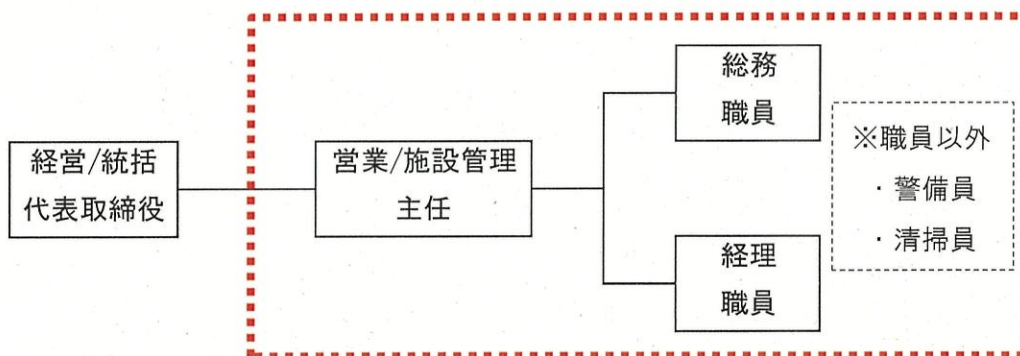 経営/統括
代表取締役
営業/施設管理
主任
総務
職員
経理
職員
※職員以外
・警備員
・清掃員